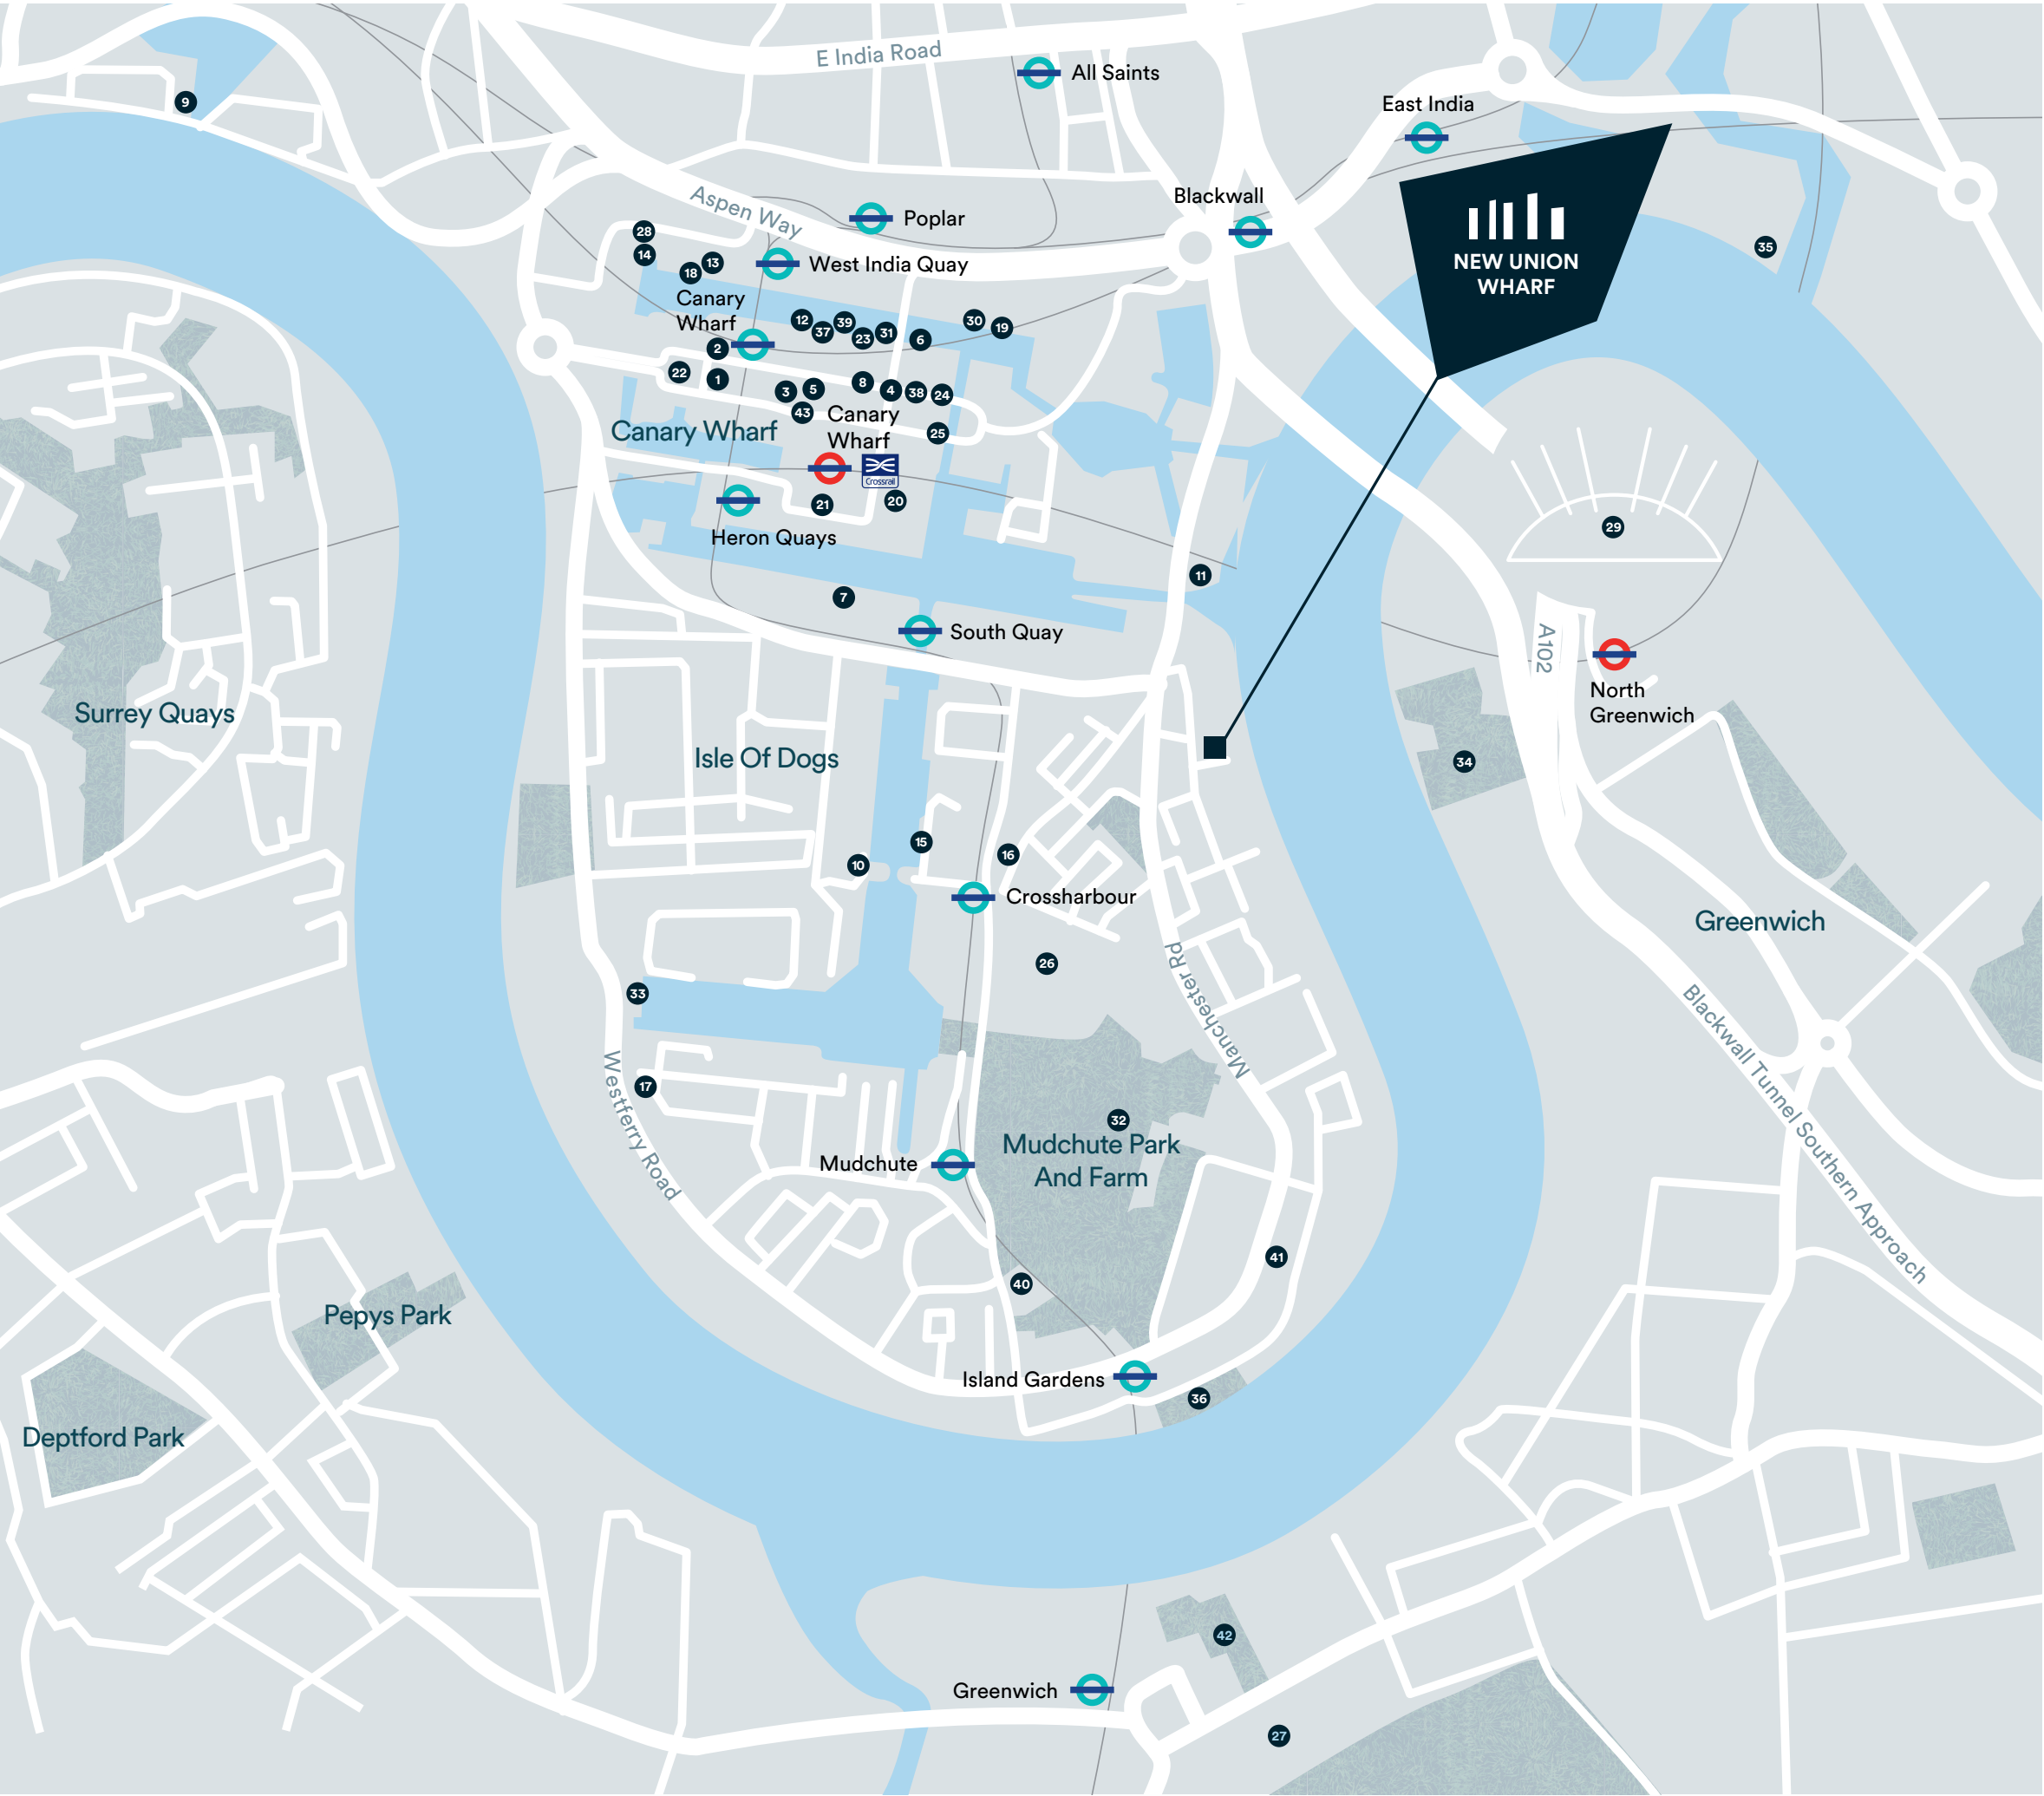 E India Road
All Saints
9
East India
Blackwall
Aspen Way
Poplar
28
14
18
13
West India Quay
35
NEW UNION
WHARF
Canary
Wharf
12
37
39
23
31
6
30
19
2
22
1
3
5
8
4
38
24
43
Canary
Wharf
25
Canary Wharf
Crossrail
21
20
Heron Quays
29
11
7
South Quay
A102
North
Greenwich
Surrey Quays
Isle Of Dogs
34
15
10
16
Crossharbour
Greenwich
26
Manchester Rd
33
Blackwall Tunnel Southern Approach
17
Westferry Road
32
Mudchute Park
And Farm
Mudchute
41
40
Pepys Park
Island Gardens
36
Deptford Park
42
Greenwich
27